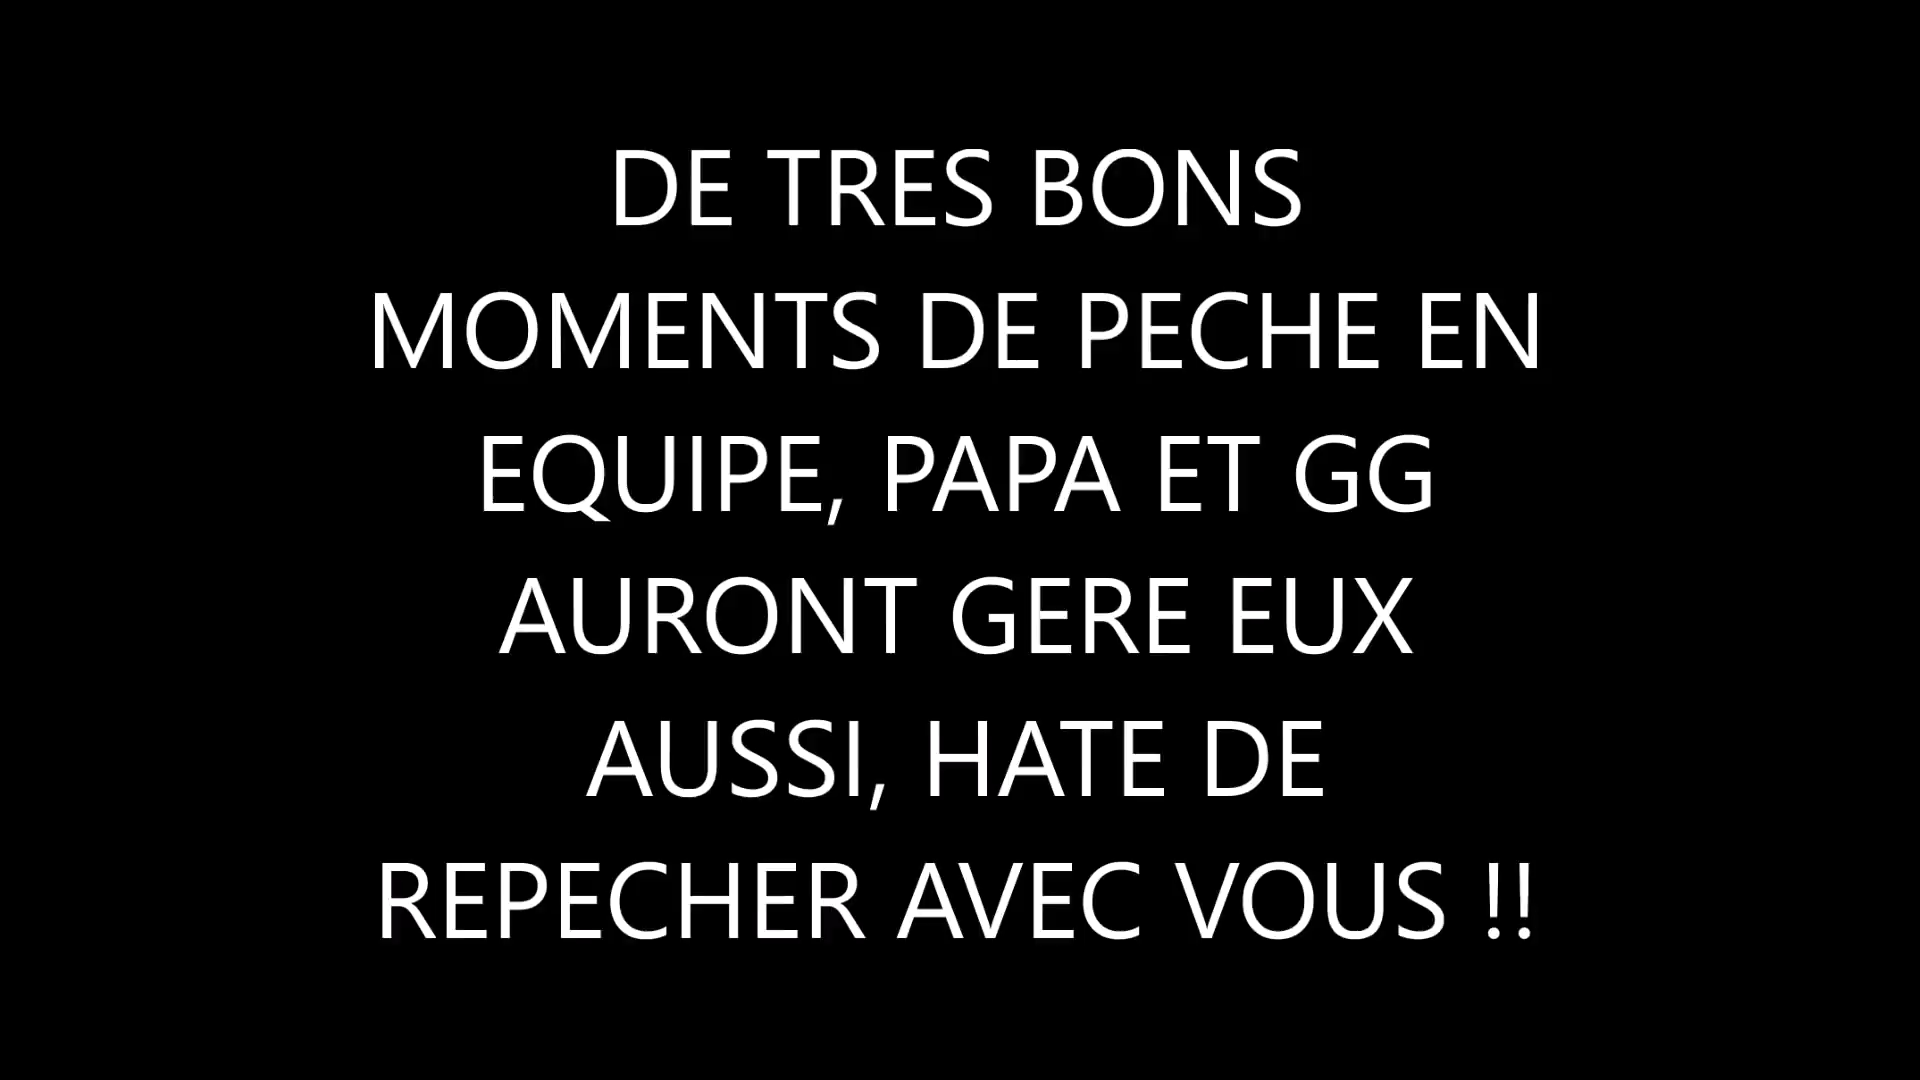 DE TRES BONS
MOMENTS DE PECHE EN
EQUIPE, PAPA ET GG
AURONT GERE EUX
AUSSI, HATE DE
REPECHER AVEC VOUS !!